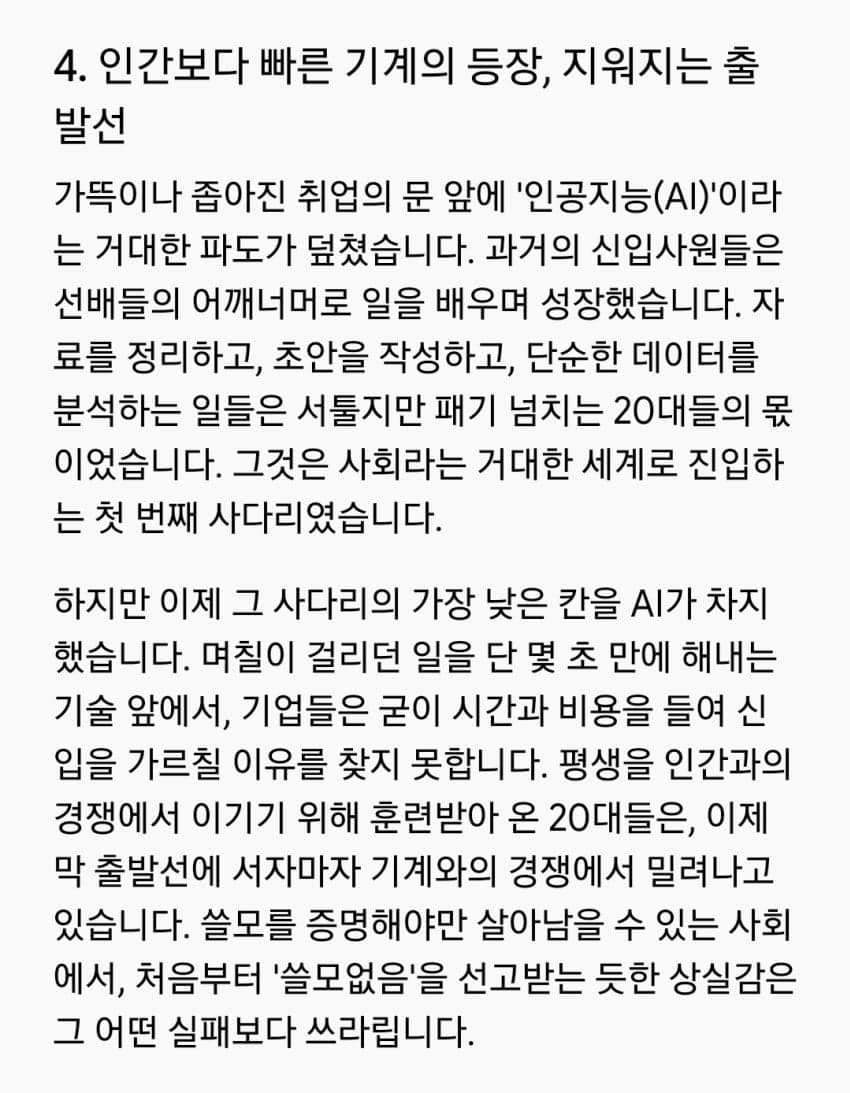 4. 인간보다 빠른 기계의 등장, 지워지는 출
발선
가뜩이나 좁아진 취업의 문 앞에 '인공지능(AI)'이라
는 거대한 파도가 덮쳤습니다. 과거의 신입사원들은
선배들의 어깨너머로 일을 배우며 성장했습니다. 자
료를 정리하고, 초안을 작성하고, 단순한 데이터를
분석하는 일들은 서툴지만 패기 넘치는 20대들의 몫
이었습니다. 그것은 사회라는 거대한 세계로 진입하
는 첫 번째 사다리였습니다.
하지만 이제 그 사다리의 가장 낮은 칸을 AI가 차지
했습니다. 며칠이 걸리던 일을 단 몇 초 만에 해내는
기술 앞에서, 기업들은 굳이 시간과 비용을 들여 신
입을 가르칠 이유를 찾지 못합니다. 평생을 인간과의
경쟁에서 이기기 위해 훈련받아 온 20대들은, 이제
막 출발선에 서자마자 기계와의 경쟁에서 밀려나고
있습니다. 쓸모를 증명해야만 살아남을 수 있는 사회
에서, 처음부터 '쓸모없음'을 선고받는 듯한 상실감은
그 어떤 실패보다 쓰라립니다.